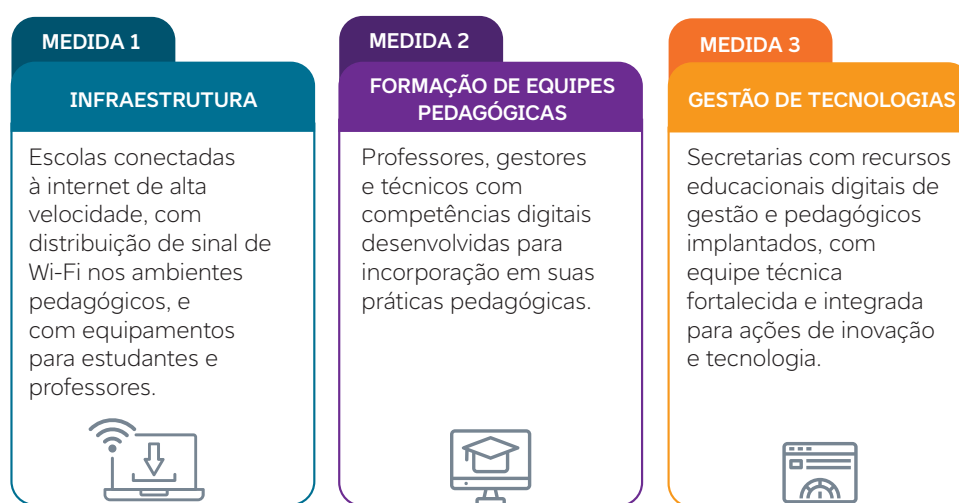 MEDIDA 1
INFRAESTRUTURA
Escolas conectadas
à internet de alta
velocidade, com
distribuição de sinal de
Wi-Fi nos ambientes
pedagógicos, e
com equipamentos
para estudantes e
professores.
MEDIDA 2
FORMAÇÃO DE EQUIPES
PEDAGÓGICAS
Professores, gestores
e técnicos com
competências digitais
desenvolvidas para
incorporação em suas
práticas pedagógicas.
MEDIDA 3
GESTÃO DE TECNOLOGIAS
Secretarias com recursos
educacionais digitais de
gestão e pedagógicos
implantados, com
equipe técnica
fortalecida e integrada
para ações de inovação
e tecnologia.